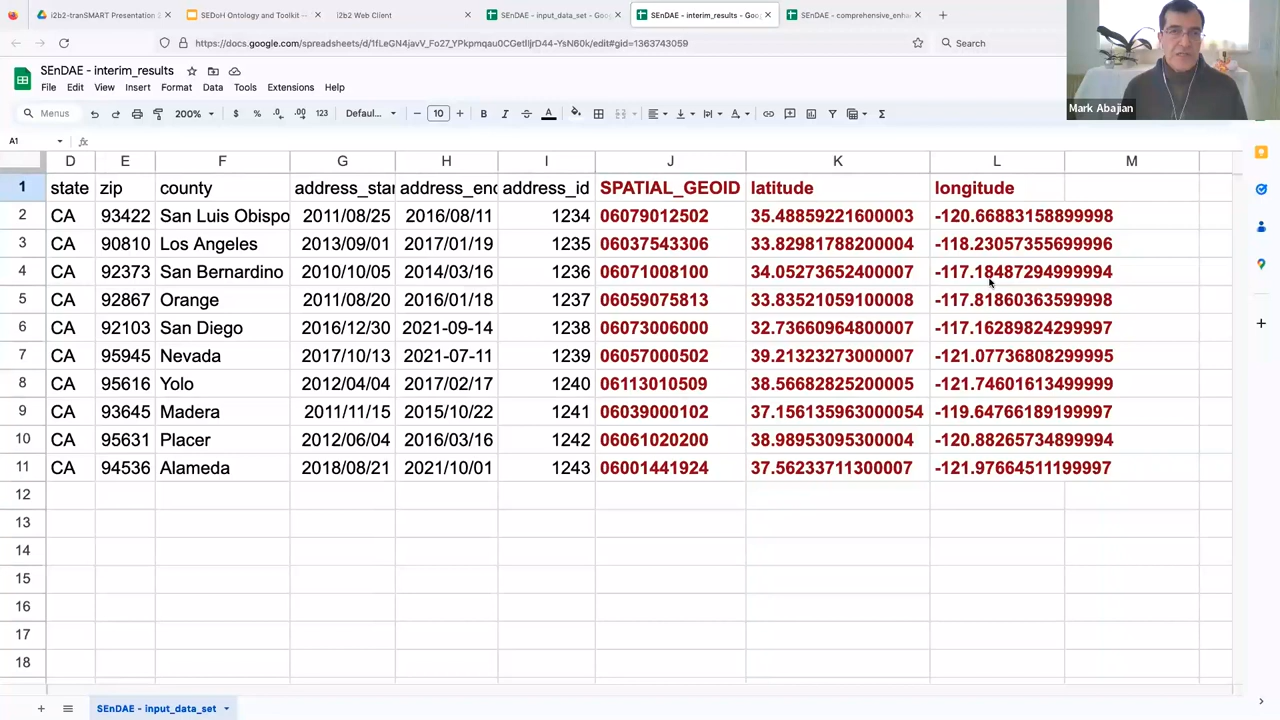 i2b2-tranSMART Presentation 2
SEDoH Ontology and Toolkit - …
i2b2 Web Client
SEnDAE - input_data_set - Goo
SEnDAE - interim_results - Goo
SEnDAE - comprehensive_enha
https://docs.google.com/spreadsheets/d/1fLeGN4javV_Fo27_YPkpmqau0CGetlIjrD44-YsN60k/edit#gid=1363743059
Search
SEnDAE - interim_results
File Edit View Insert Format Data Tools Extensions Help
Menus 200% $ % .0 .00 123 Defaul... − 10 + B I S A Σ
A1 fx
D E F G H I J K L M
1 state zip county address_star address_end address_id SPATIAL_GEOID latitude longitude
2 CA 93422 San Luis Obispo 2011/08/25 2016/08/11 1234 06079012502 35.48859221600003 -120.66883158899998
3 CA 90810 Los Angeles 2013/09/01 2017/01/19 1235 06037543306 33.82981788200004 -118.23057355699996
4 CA 92373 San Bernardino 2010/10/05 2014/03/16 1236 06071008100 34.05273652400007 -117.18487294999994
5 CA 92867 Orange 2011/08/20 2016/01/18 1237 06059075813 33.83521059100008 -117.81860363599998
6 CA 92103 San Diego 2016/12/30 2021-09-14 1238 06073006000 32.73660964800007 -117.16289824299997
7 CA 95945 Nevada 2017/10/13 2021-07-11 1239 06057000502 39.21323273000007 -121.07736808299995
8 CA 95616 Yolo 2012/04/04 2017/02/17 1240 06113010509 38.56682825200005 -121.74601613499999
9 CA 93645 Madera 2011/11/15 2015/10/22 1241 06039000102 37.156135963000054 -119.64766189199997
10 CA 95631 Placer 2012/06/04 2016/03/16 1242 06061020200 38.98953095300004 -120.88265734899994
11 CA 94536 Alameda 2018/08/21 2021/10/01 1243 06001441924 37.56233711300007 -121.97664511199997
12
13
14
15
16
17
18
SEnDAE - input_data_set
Mark Abajian